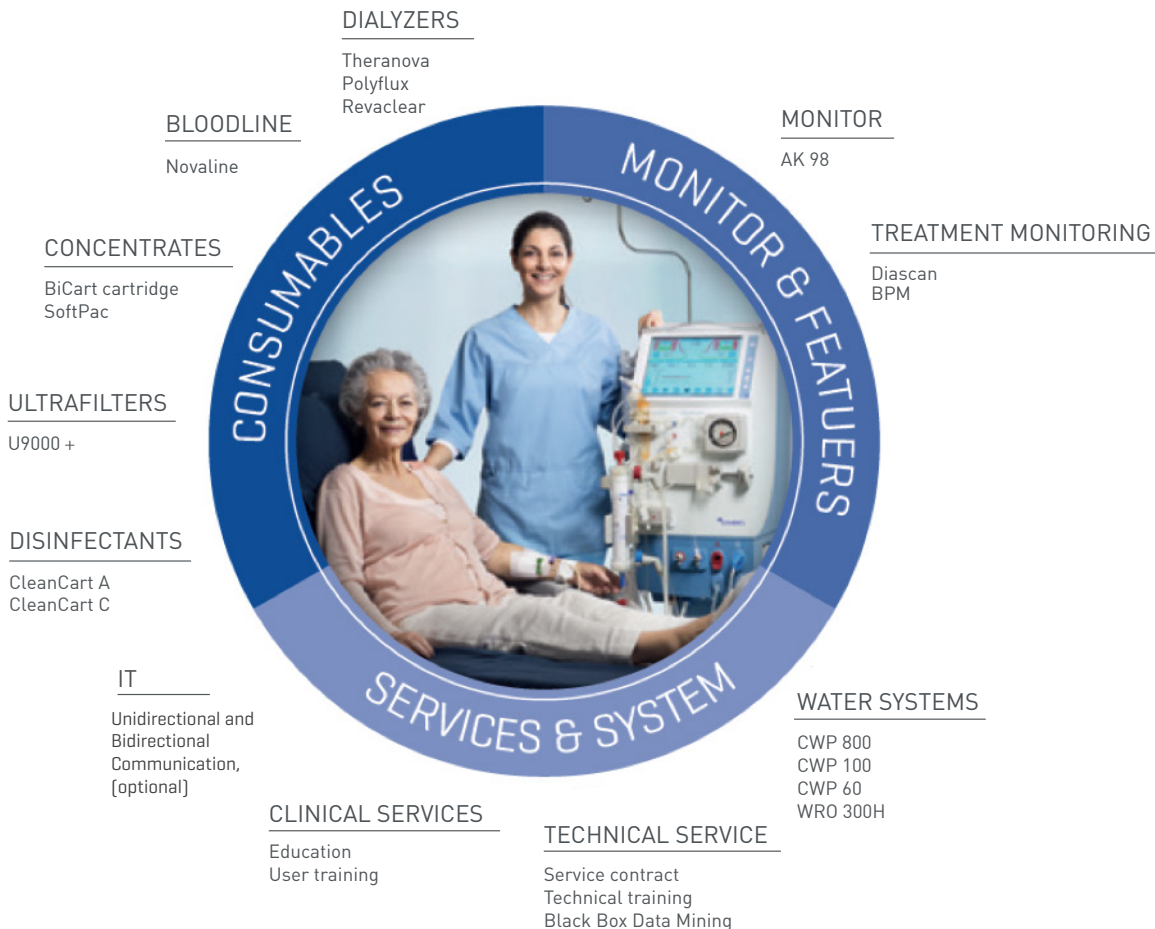 DIALYZERS
Theranova
Polyflux
Revaclear
BLOODLINE
Novaline
MONITOR
AK 98
CONCENTRATES
BiCart cartridge
SoftPac
TREATMENT MONITORING
Diascan
BPM
ULTRAFILTERS
U9000 +
DISINFECTANTS
CleanCart A
CleanCart C
CONSUMABLES
MONITOR & FEATUERS
SERVICES & SYSTEM
IT
Unidirectional and
Bidirectional
Communication,
(optional)
WATER SYSTEMS
CWP 800
CWP 100
CWP 60
WRO 300H
CLINICAL SERVICES
Education
User training
TECHNICAL SERVICE
Service contract
Technical training
Black Box Data Mining